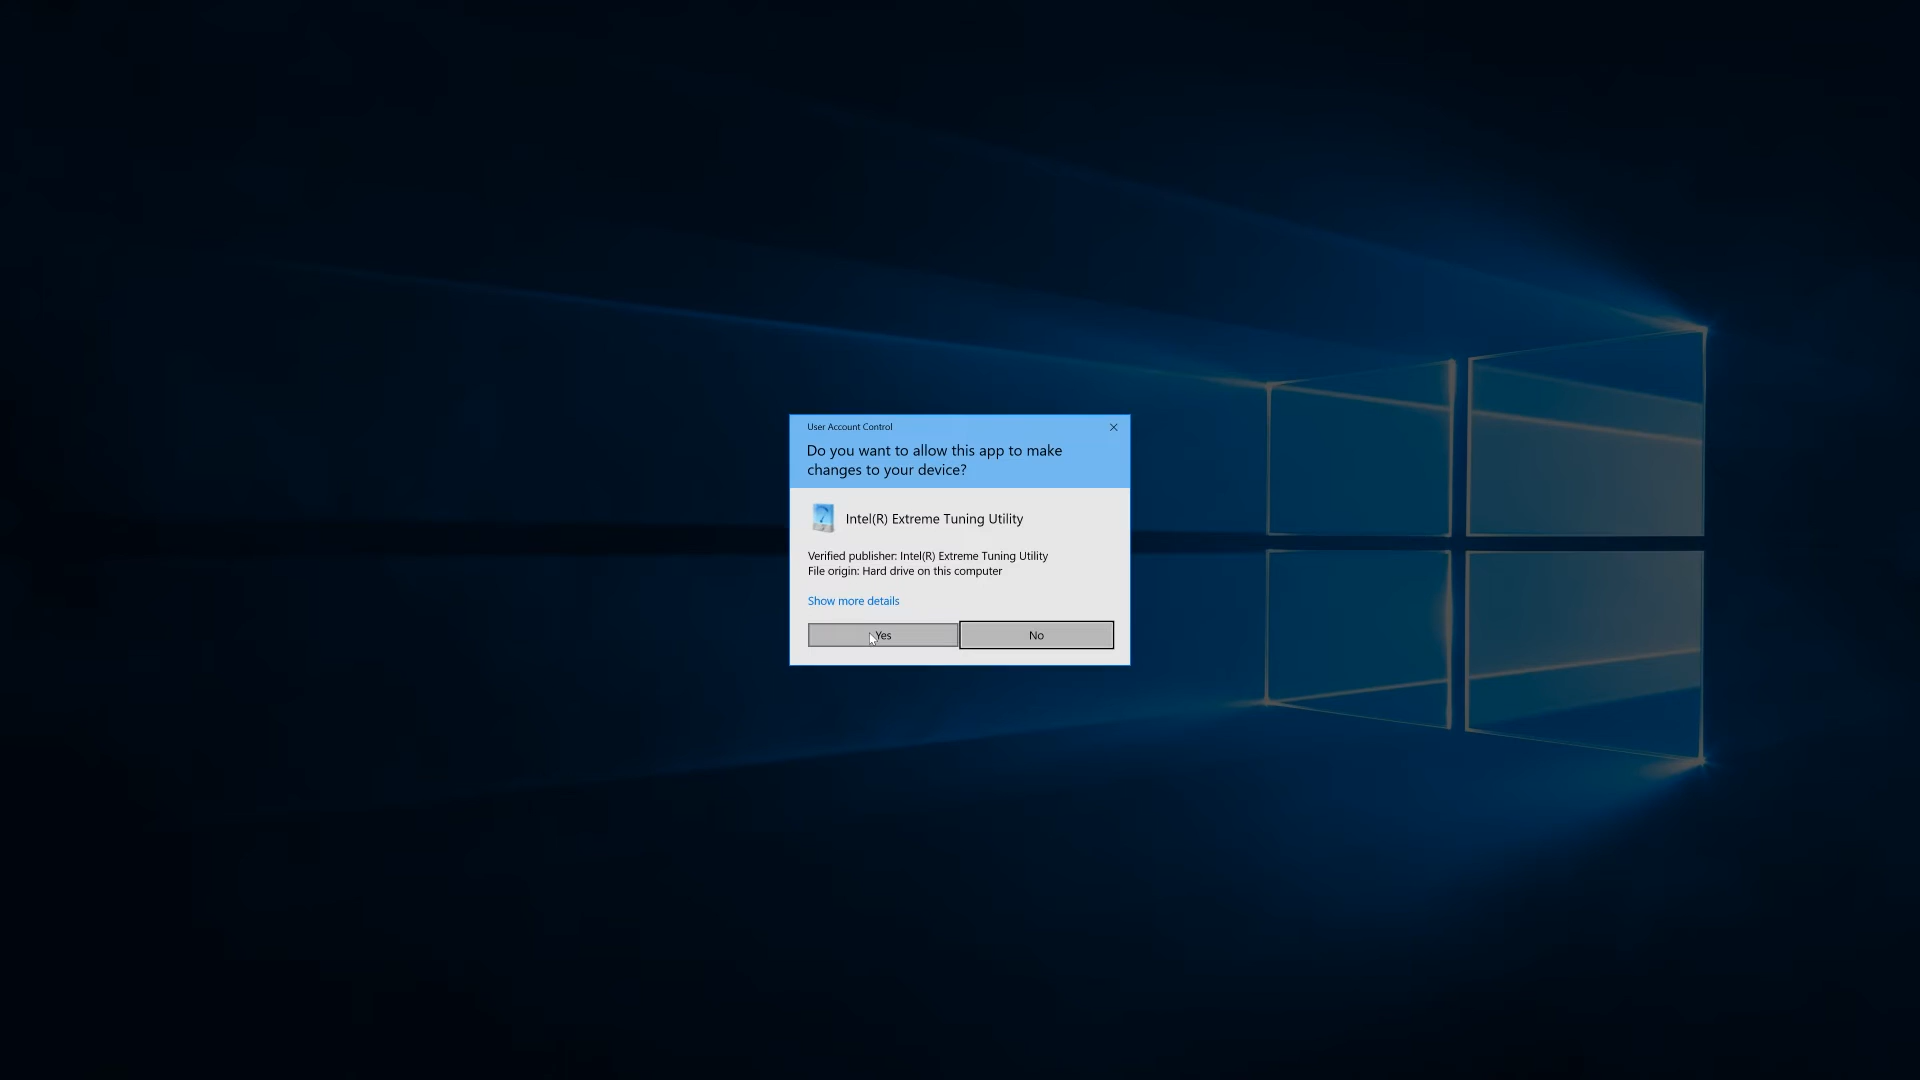 User Account Control
Do you want to allow this app to make
changes to your device?
Intel(R) Extreme Tuning Utility
Verified publisher: Intel(R) Extreme Tuning Utility
File origin: Hard drive on this computer
Show more details
Yes
No